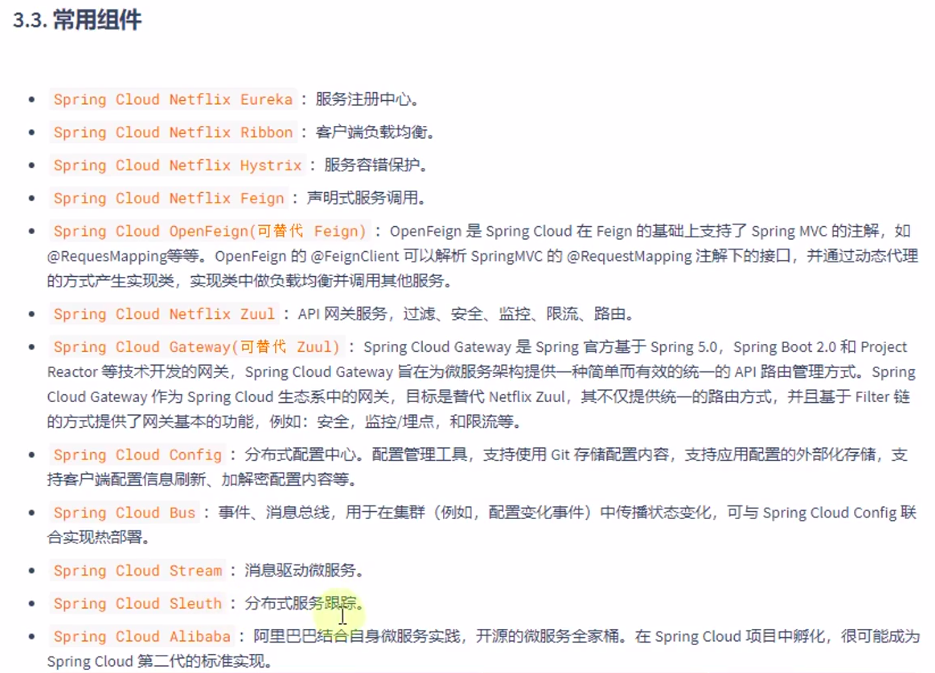 3.3. 常用组件
Spring Cloud Netflix Eureka ：服务注册中心。
Spring Cloud Netflix Ribbon ：客户端负载均衡。
Spring Cloud Netflix Hystrix ：服务容错保护。
Spring Cloud Netflix Feign ：声明式服务调用。
Spring Cloud OpenFeign(可替代 Feign) ：OpenFeign 是 Spring Cloud 在 Feign 的基础上支持了 Spring MVC 的注解，如
@RequesMapping等等。OpenFeign 的 @FeignClient 可以解析 SpringMVC 的 @RequestMapping 注解下的接口，并通过动态代理
的方式产生实现类，实现类中做负载均衡并调用其他服务。
Spring Cloud Netflix Zuul ：API 网关服务，过滤、安全、监控、限流、路由。
Spring Cloud Gateway(可替代 Zuul) ：Spring Cloud Gateway 是 Spring 官方基于 Spring 5.0，Spring Boot 2.0 和 Project
Reactor 等技术开发的网关，Spring Cloud Gateway 旨在为微服务架构提供一种简单而有效的统一的 API 路由管理方式。Spring
Cloud Gateway 作为 Spring Cloud 生态系中的网关，目标是替代 Netflix Zuul，其不仅提供统一的路由方式，并且基于 Filter 链
的方式提供了网关基本的功能，例如：安全，监控/埋点，和限流等。
Spring Cloud Config ：分布式配置中心。配置管理工具，支持使用 Git 存储配置内容，支持应用配置的外部化存储，支
持客户端配置信息刷新、加解密配置内容等。
Spring Cloud Bus ：事件、消息总线，用于在集群（例如，配置变化事件）中传播状态变化，可与 Spring Cloud Config 联
合实现热部署。
Spring Cloud Stream ：消息驱动微服务。
Spring Cloud Sleuth ：分布式服务跟踪。
Spring Cloud Alibaba ：阿里巴巴结合自身微服务实践，开源的微服务全家桶。在 Spring Cloud 项目中孵化，很可能成为
Spring Cloud 第二代的标准实现。